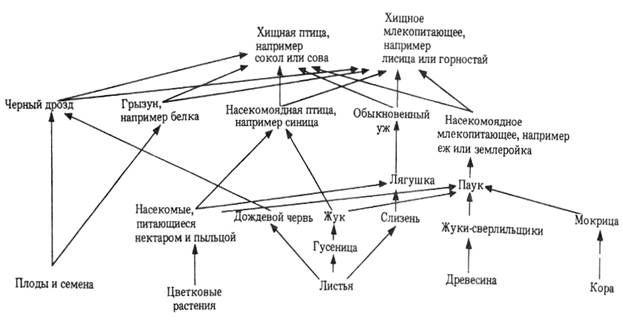 Хищная птица,
например
сокол или сова
Хищное
млекопитающее,
например
лисица или горностай
Черный дрозд
Грызун,
например белка
Насекомоядная птица,
например синица
Обыкновенный
уж
Насекомоядное
млекопитающее, например
еж или землеройка
Лягушка
Паук
Насекомые,
питающиеся
нектаром и пыльцой
Дождевой червь
Жук
Слизень
Жуки-сверлильщики
Мокрица
Гусеница
Плоды и семена
Цветковые
растения
Листья
Древесина
Кора